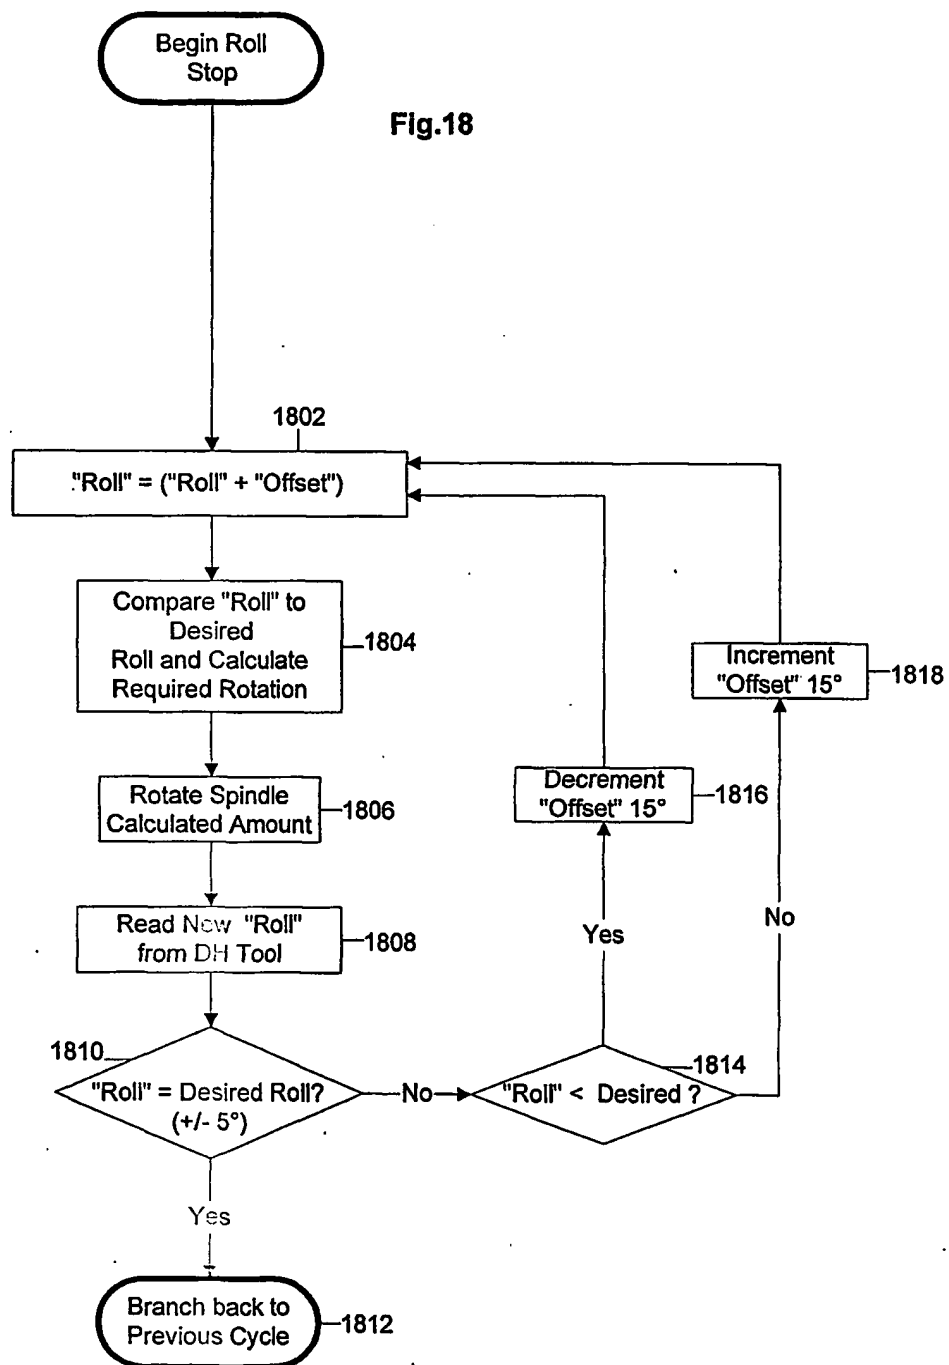 Begin Roll
Stop
Fig.18
1802
"Roll" = ("Roll" + "Offset")
Compare "Roll" to
Desired
Roll and Calculate
Required Rotation
1804
Increment
"Offset" 15°
1818
Rotate Spindle
Calculated Amount
1806
Decrement
"Offset" 15°
1816
Read New "Roll"
from DH Tool
1808
Yes
No
1810
"Roll" = Desired Roll?
(+/- 5°)
No
"Roll" < Desired ?
1814
Yes
Branch back to
Previous Cycle
1812